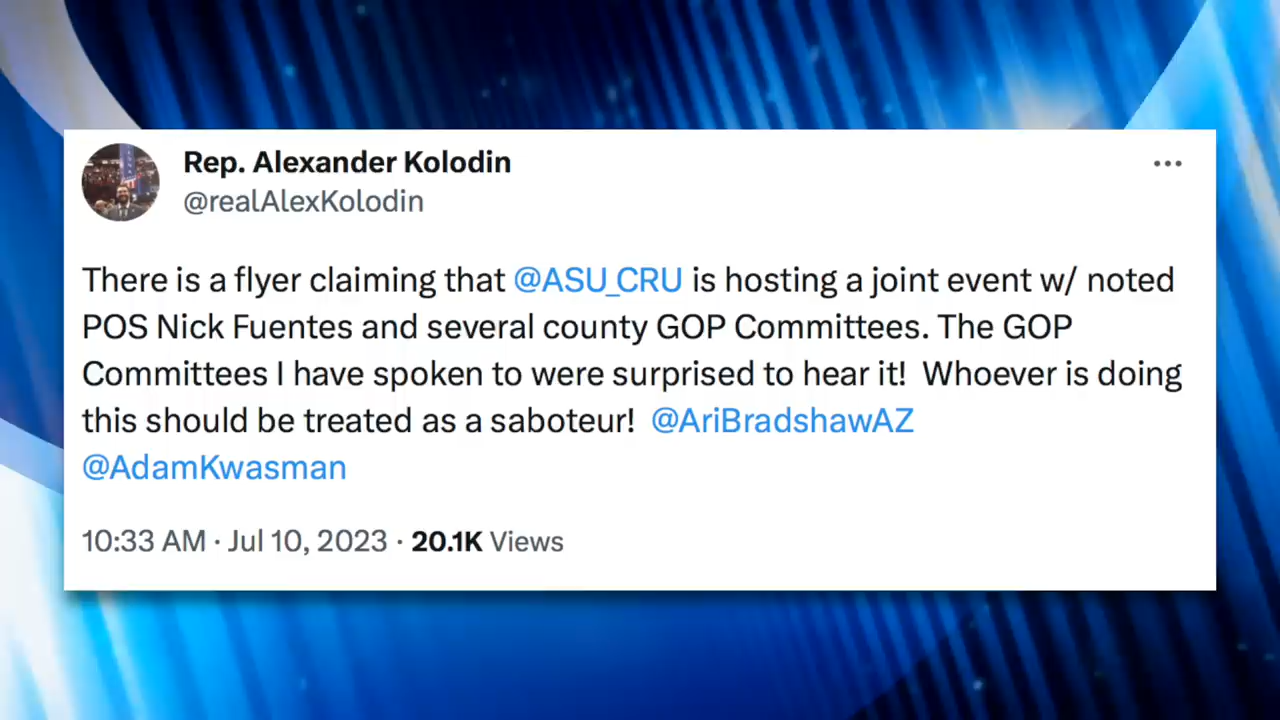 Rep. Alexander Kolodin
@realAlexKolodin
There is a flyer claiming that @ASU_CRU is hosting a joint event w/ noted
POS Nick Fuentes and several county GOP Committees. The GOP
Committees I have spoken to were surprised to hear it!  Whoever is doing
this should be treated as a saboteur!  @AriBradshawAZ
@AdamKwasman
10:33 AM · Jul 10, 2023 · 20.1K Views